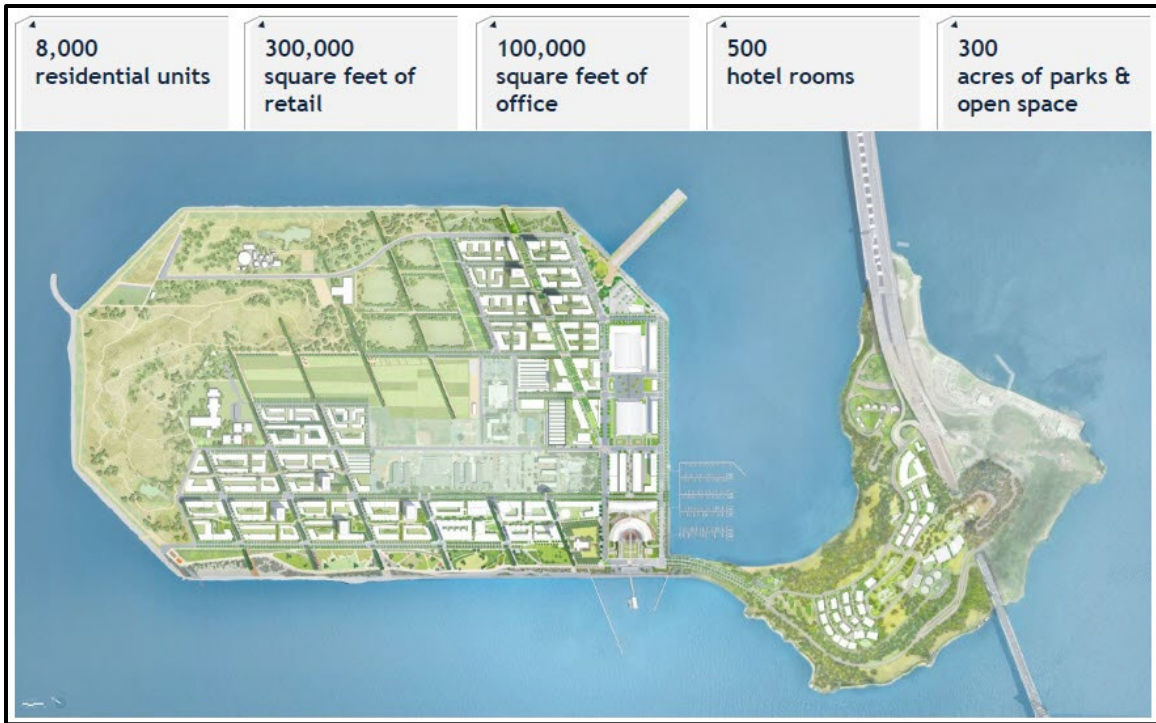 8,000
residential units
300,000
square feet of
retail
100,000
square feet of
office
500
hotel rooms
300
acres of parks &
open space